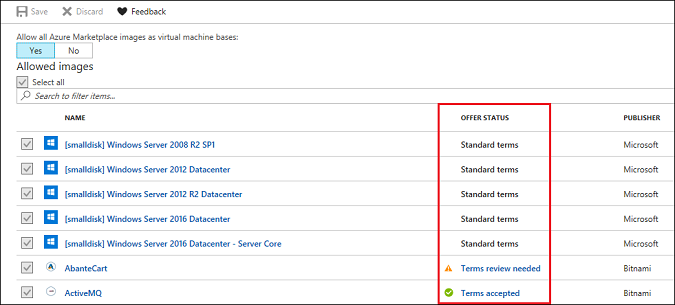 Save Discard Feedback
Allow all Azure Marketplace images as virtual machine bases:
Yes No
Allowed images
Select all
Search to filter items...
NAME OFFER STATUS PUBLISHER
[smalldisk] Windows Server 2008 R2 SP1 Standard terms Microsoft
[smalldisk] Windows Server 2012 Datacenter Standard terms Microsoft
[smalldisk] Windows Server 2012 R2 Datacenter Standard terms Microsoft
[smalldisk] Windows Server 2016 Datacenter Standard terms Microsoft
[smalldisk] Windows Server 2016 Datacenter - Server Core Standard terms Microsoft
AbanteCart Terms review needed Bitnami
ActiveMQ Terms accepted Bitnami